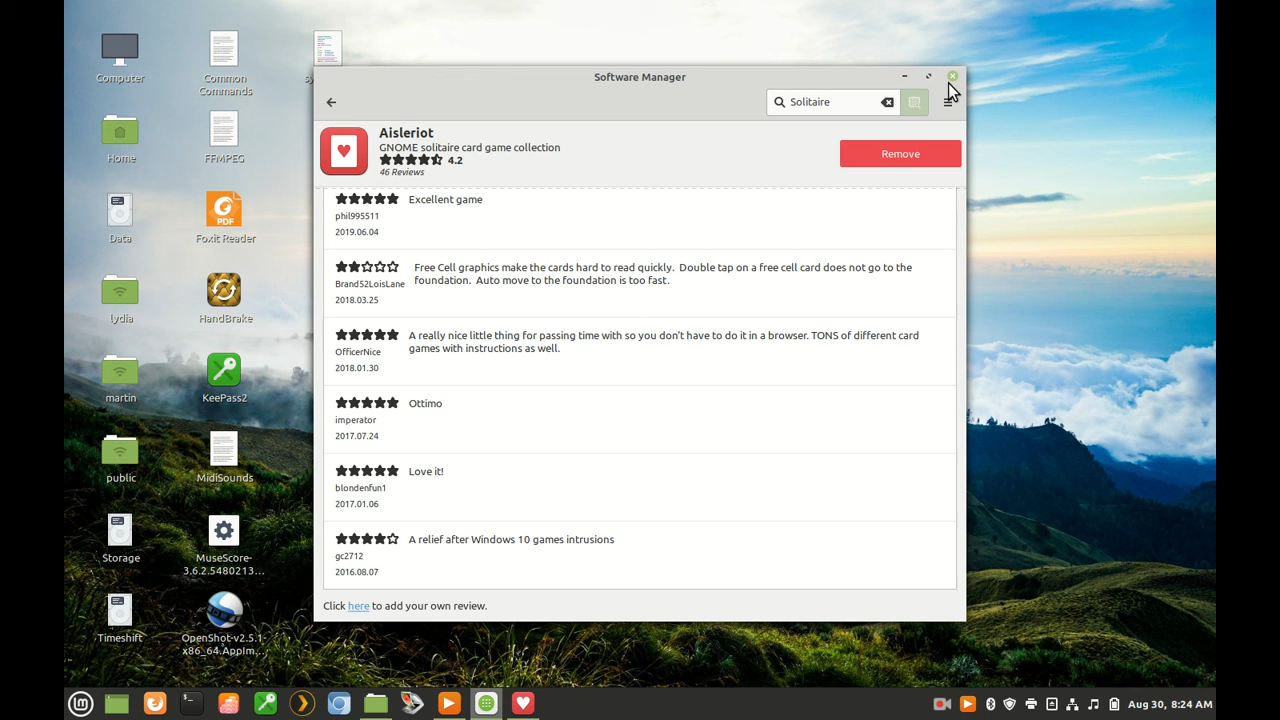 Computer
Common
Commands
Home
FFMPEG
Data
Foxit Reader
lydia
HandBrake
martin
KeePass2
public
MidiSounds
Storage
MuseScore-
3.6.2.5480213...
Timeshift
OpenShot-v2.5.1-
x86_64.AppIm...
Software Manager
Solitaire
Aisleriot
GNOME solitaire card game collection
4.2
46 Reviews
Remove
Excellent game
phil995511
2019.06.04
Free Cell graphics make the cards hard to read quickly. Double tap on a free cell card does not go to the
foundation. Auto move to the foundation is too fast.
Brand52LoisLane
2018.03.25
A really nice little thing for passing time with so you don't have to do it in a browser. TONS of different card
games with instructions as well.
OfficerNice
2018.01.30
Ottimo
imperator
2017.07.24
Love it!
blondenfun1
2017.01.06
A relief after Windows 10 games intrusions
gc2712
2016.08.07
Click here to add your own review.
Aug 30, 8:24 AM